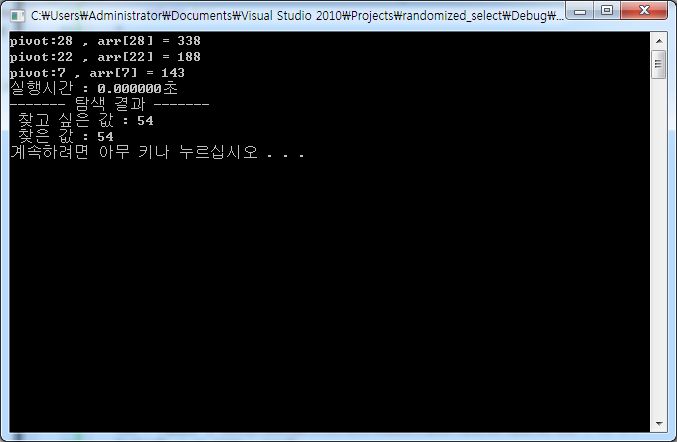 C:₩Users₩Administrator₩Documents₩Visual Studio 2010₩Projects₩randomized_select₩Debug₩...
pivot:28 , arr[28] = 338
pivot:22 , arr[22] = 188
pivot:7 , arr[7] = 143
실행시간 : 0.000000초
------- 탐색 결과 -------
찾고 싶은 값 : 54
찾은 값 : 54
계속하려면 아무 키나 누르십시오 . . .